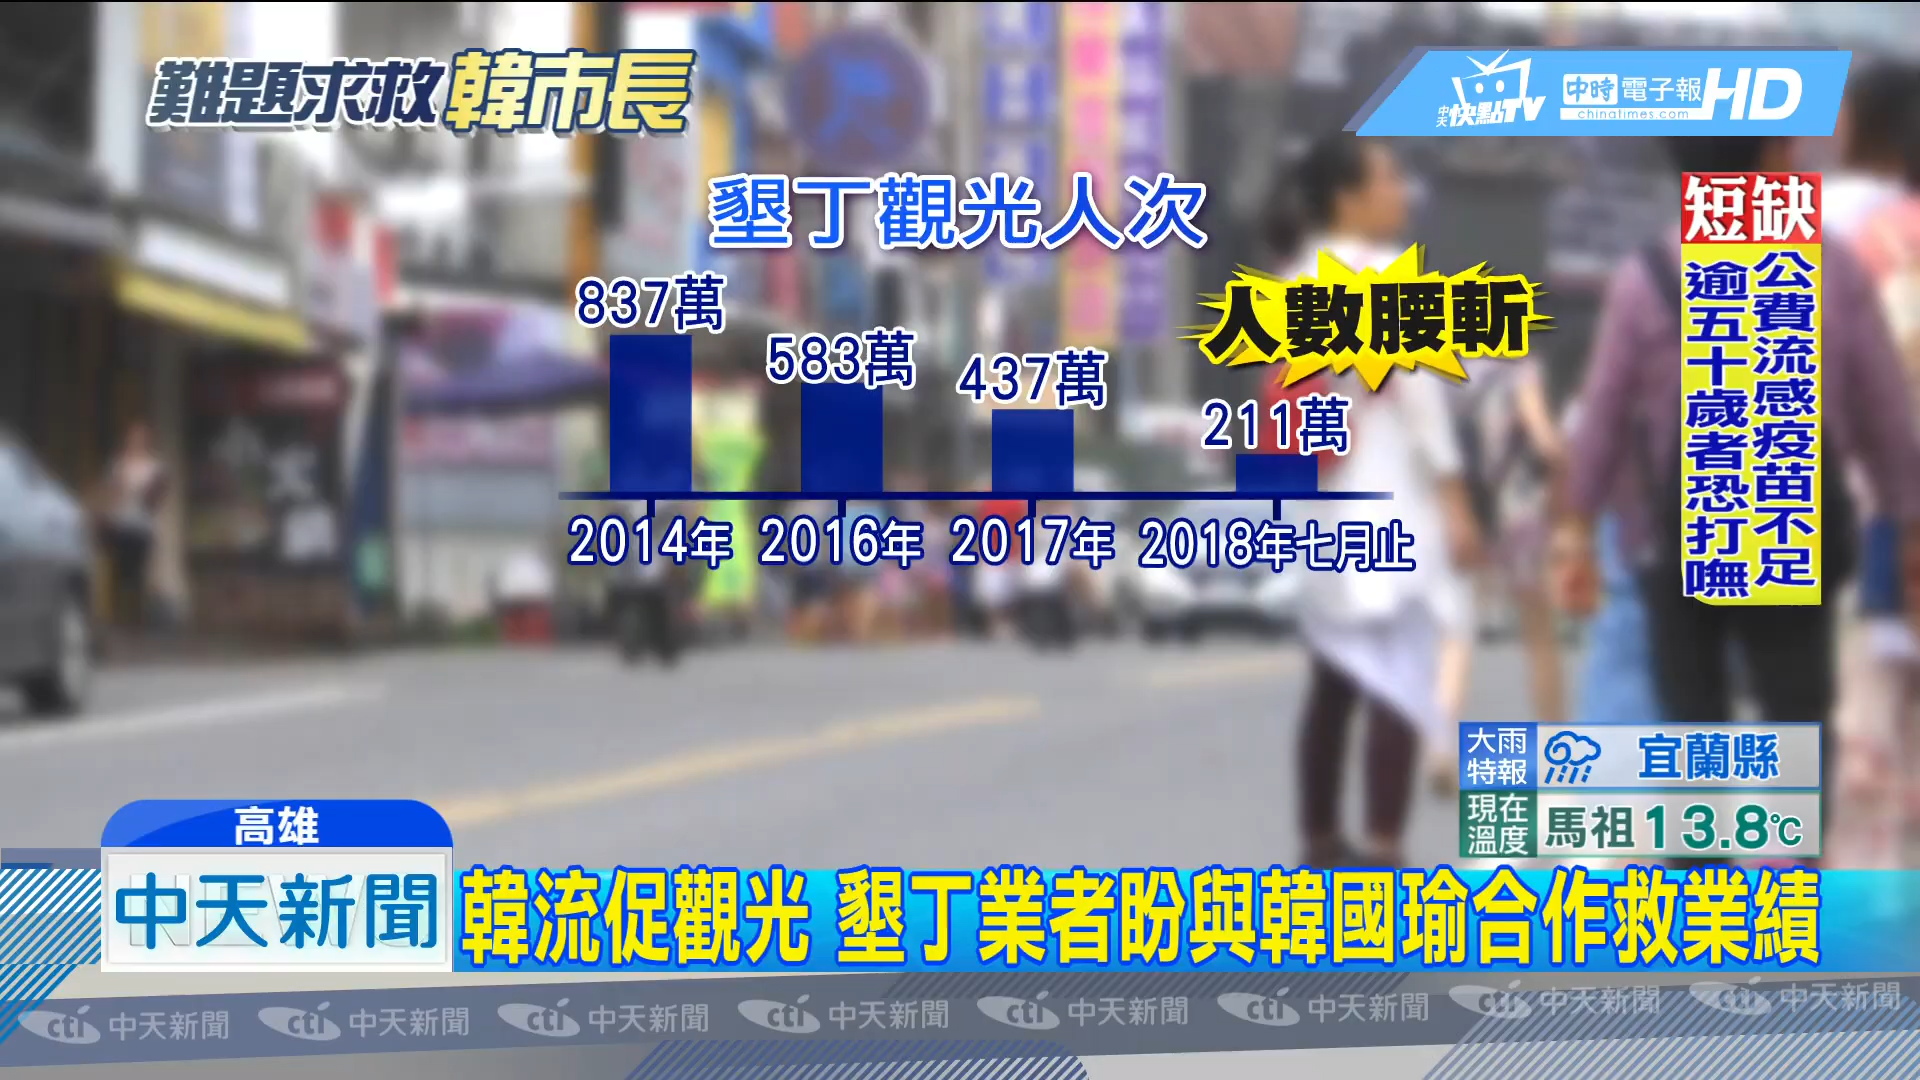 難題求救韓市長
中天快點TV
中時電子報HD
chinatimes.com
墾丁觀光人次
837萬
583萬
437萬
211萬
人數腰斬
2014年
2016年
2017年
2018年七月止
短缺
公費流感疫苗不足
逾五十歲者恐打嘸
大雨特報
宜蘭縣
現在溫度
馬祖13.8℃
高雄
中天新聞
韓流促觀光 墾丁業者盼與韓國瑜合作救業績
cti 中天新聞 cti 中天新聞 cti 中天新聞 cti 中天新聞 cti 中天新聞 cti 中天新聞 cti 中天新聞 cti 中天新聞